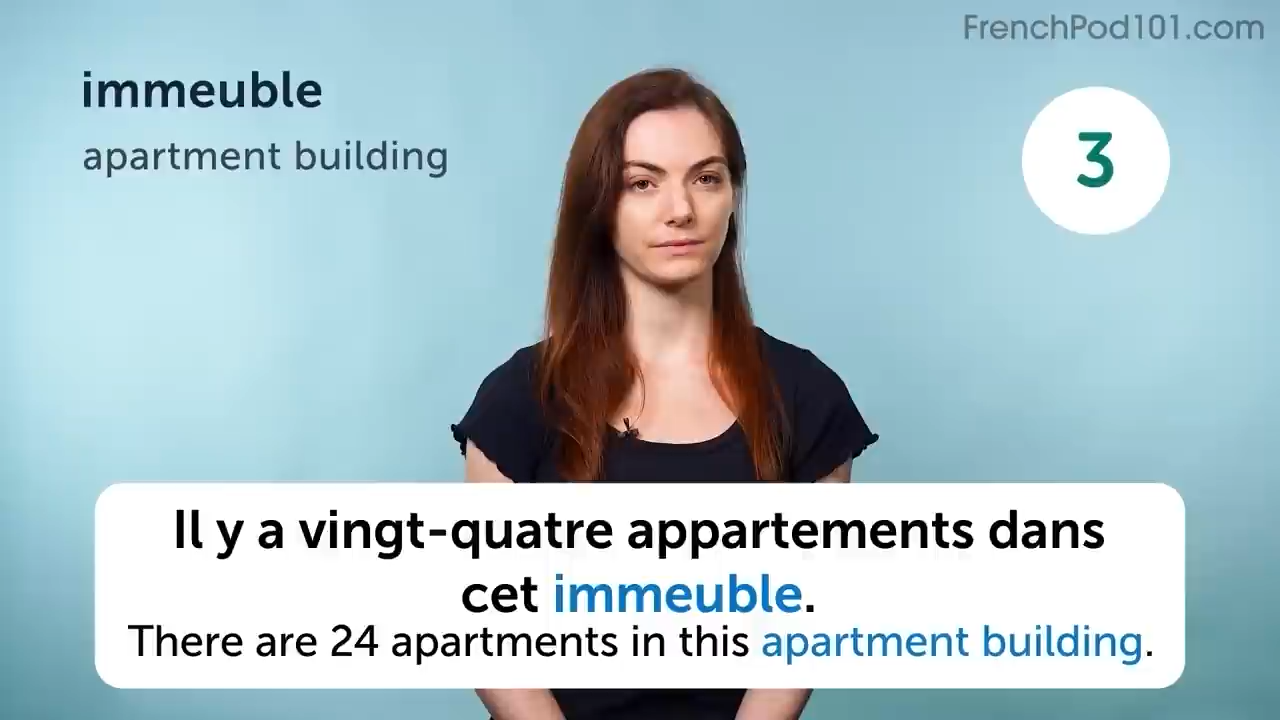 FrenchPod101.com
immeuble
apartment building
3
Il y a vingt-quatre appartements dans
cet immeuble.
There are 24 apartments in this apartment building.